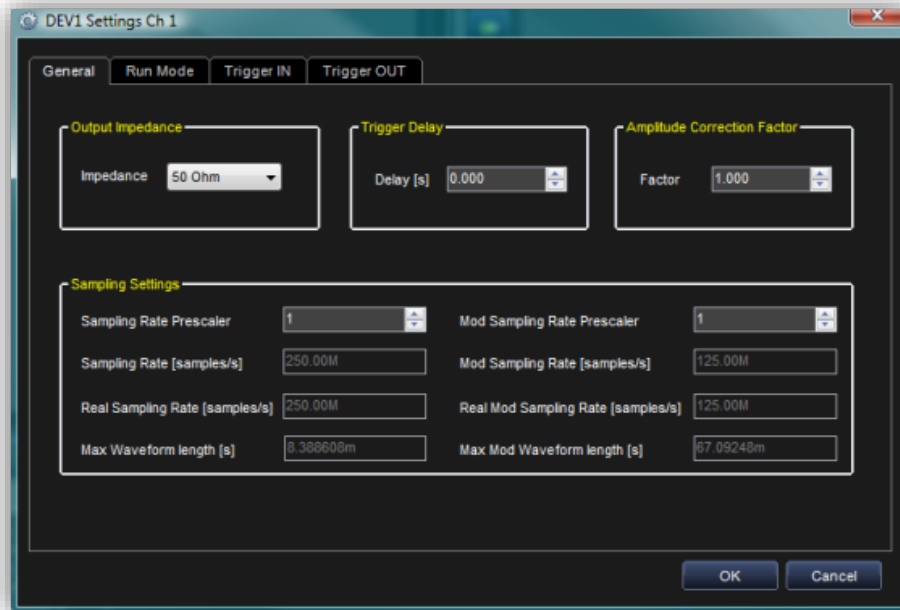 DEV1 Settings Ch 1
General Run Mode Trigger IN Trigger OUT
Output Impedance Trigger Delay Amplitude Correction Factor
Impedance 50 Ohm Delay [s] 0.000 Factor 1.000
Sampling Settings
Sampling Rate Prescaler 1 Mod Sampling Rate Prescaler 1
Sampling Rate [samples/s] 250.00M Mod Sampling Rate [samples/s] 125.00M
Real Sampling Rate [samples/s] 250.00M Real Mod Sampling Rate [samples/s] 125.00M
Max Waveform length [s] 8.388608m Max Mod Waveform length [s] 67.09248m
OK Cancel